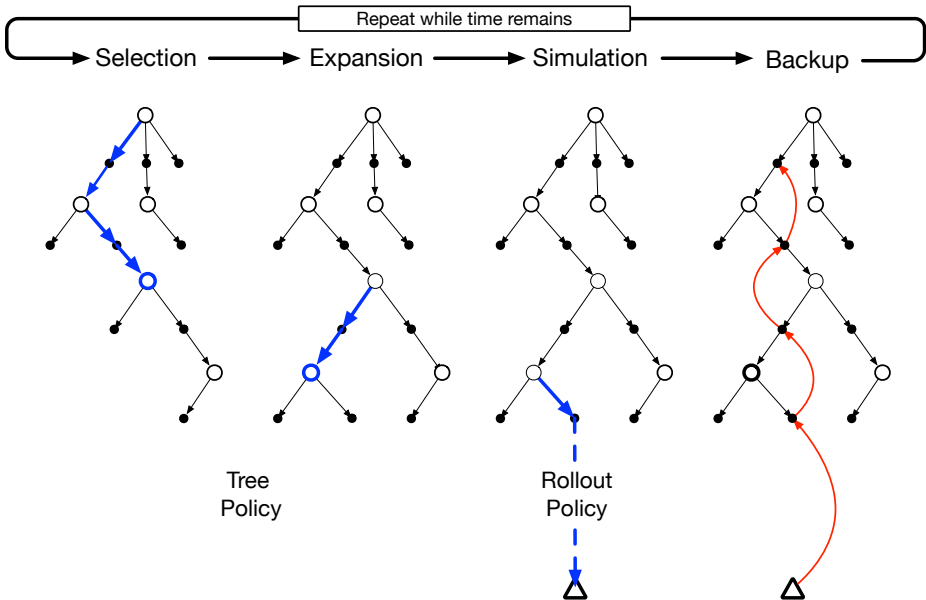 Repeat while time remains
Selection
Expansion
Simulation
Backup
Tree
Policy
Rollout
Policy